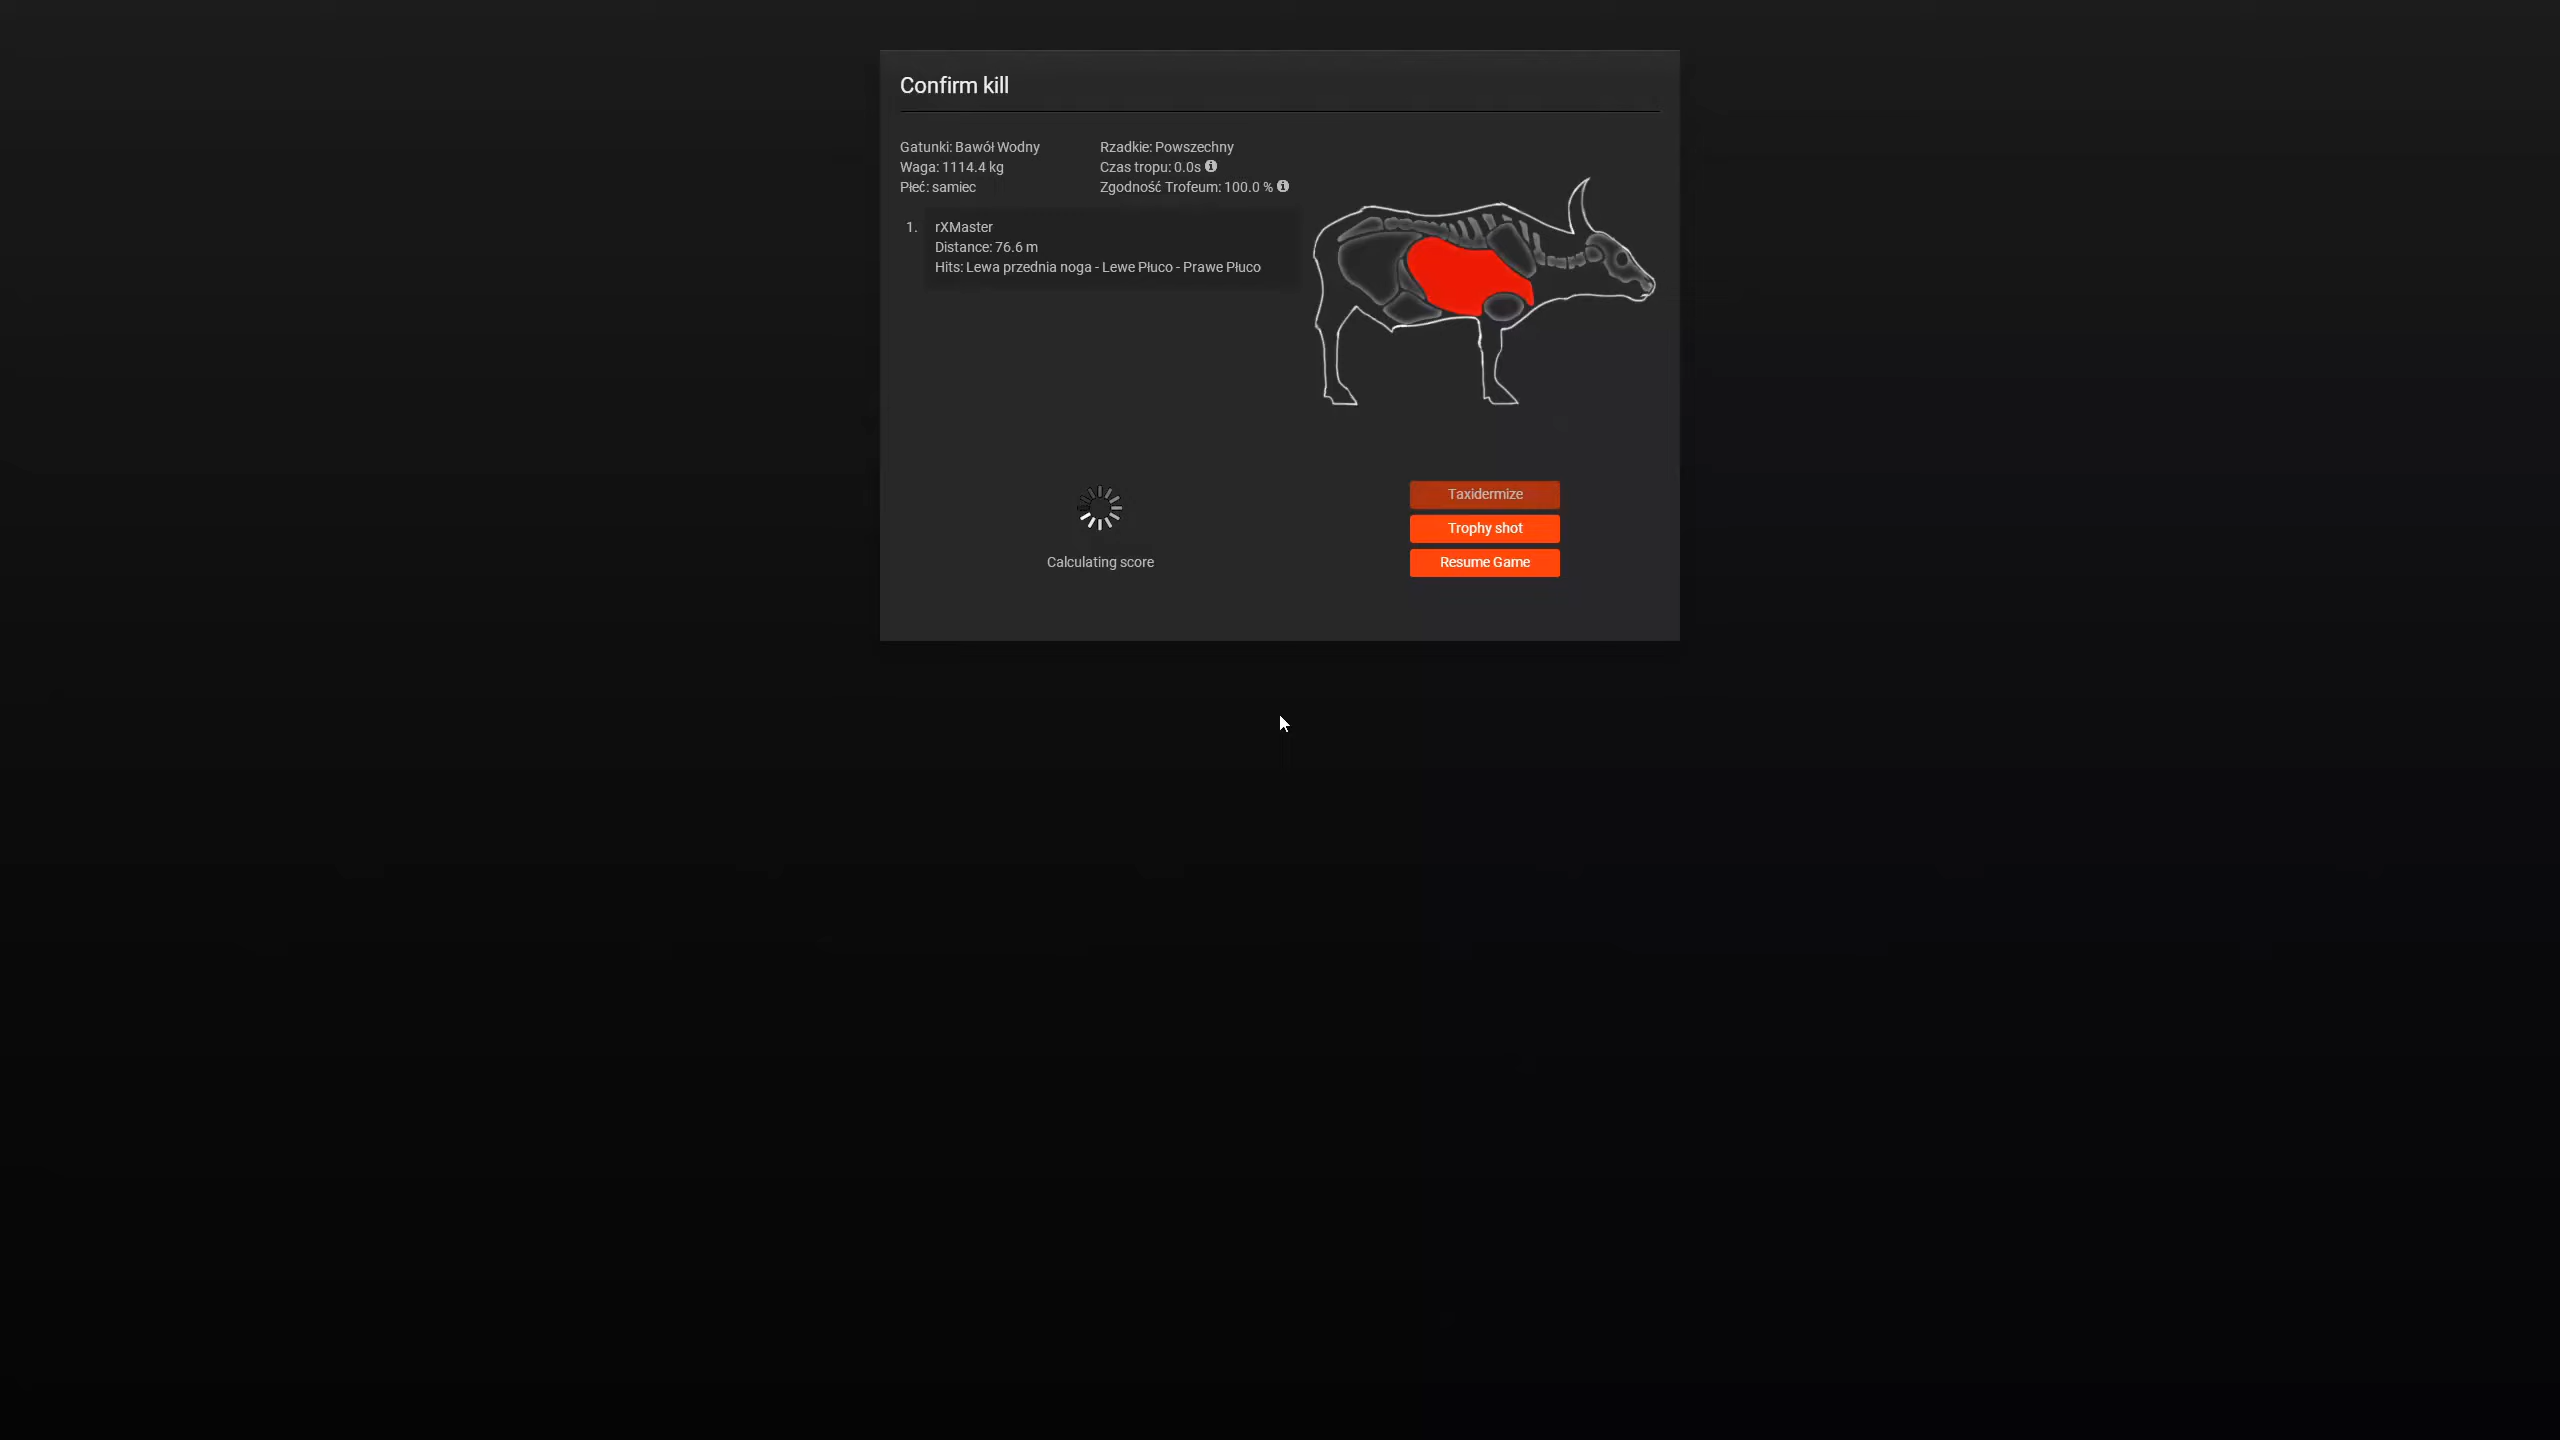 Confirm kill
Gatunki: Bawół Wodny
Waga: 1114.4 kg
Płeć: samiec
Rzadkie: Powszechny
Czas tropu: 0.0s
Zgodność Trofeum: 100.0 %
1. rXMaster
Distance: 76.6 m
Hits: Lewa przednia noga - Lewe Płuco - Prawe Płuco
Calculating score
Taxidermize
Trophy shot
Resume Game